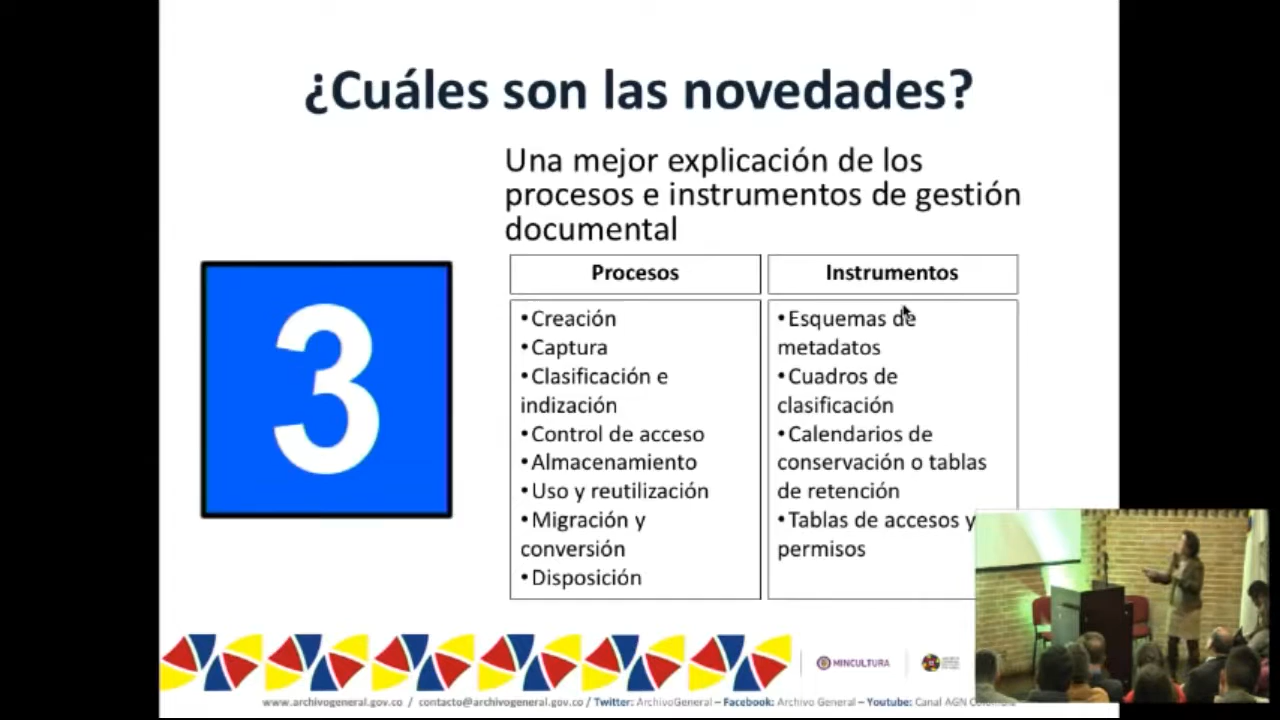 ¿Cuáles son las novedades?
Una mejor explicación de los
procesos e instrumentos de gestión
documental
3
Procesos
•Creación
•Captura
•Clasificación e
indización
•Control de acceso
•Almacenamiento
•Uso y reutilización
•Migración y
conversión
•Disposición
Instrumentos
•Esquemas de
metadatos
•Cuadros de
clasificación
•Calendarios de
conservación o tablas
de retención
•Tablas de accesos y
permisos
MINCULTURA
www.archivogeneral.gov.co / contacto@archivogeneral.gov.co / Twitter: ArchivoGeneral – Facebook: Archivo General – Youtube: Canal AGN